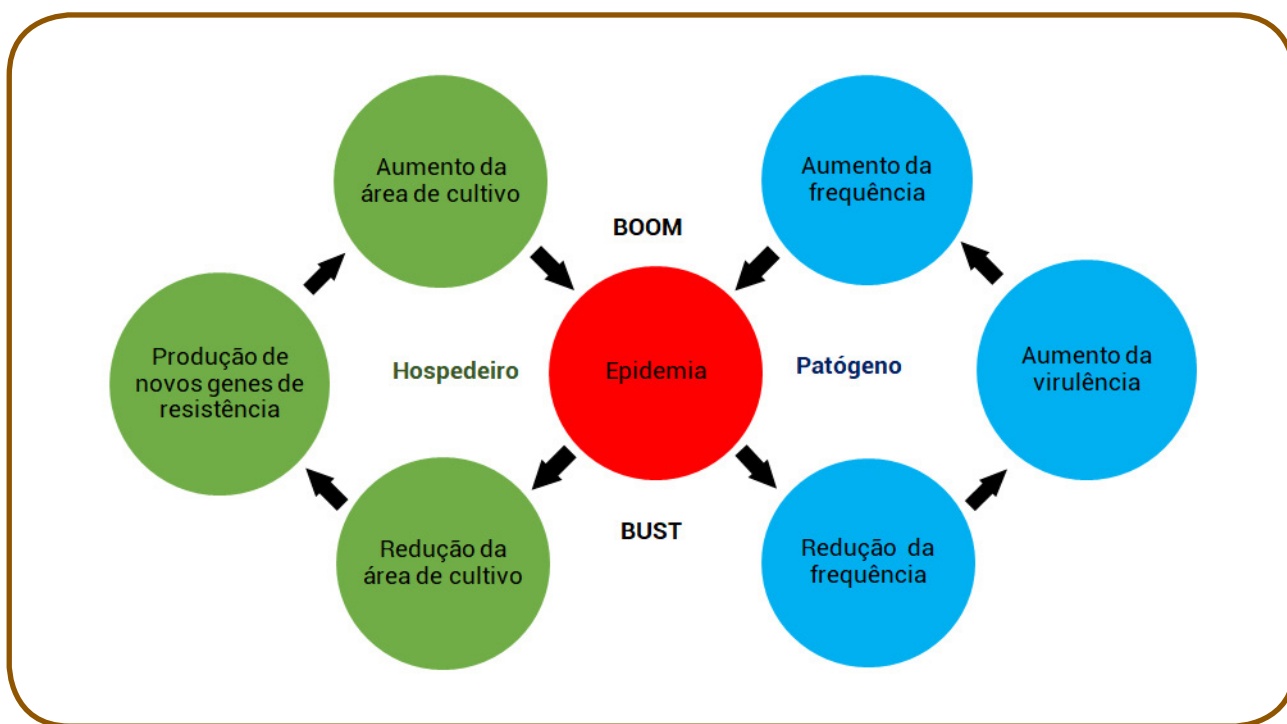 Aumento da
área de cultivo
Aumento da
frequência
BOOM
Produção de
novos genes de
resistência
Hospedeiro
Epidemia
Patógeno
Aumento da
virulência
BUST
Redução da
área de cultivo
Redução da
frequência